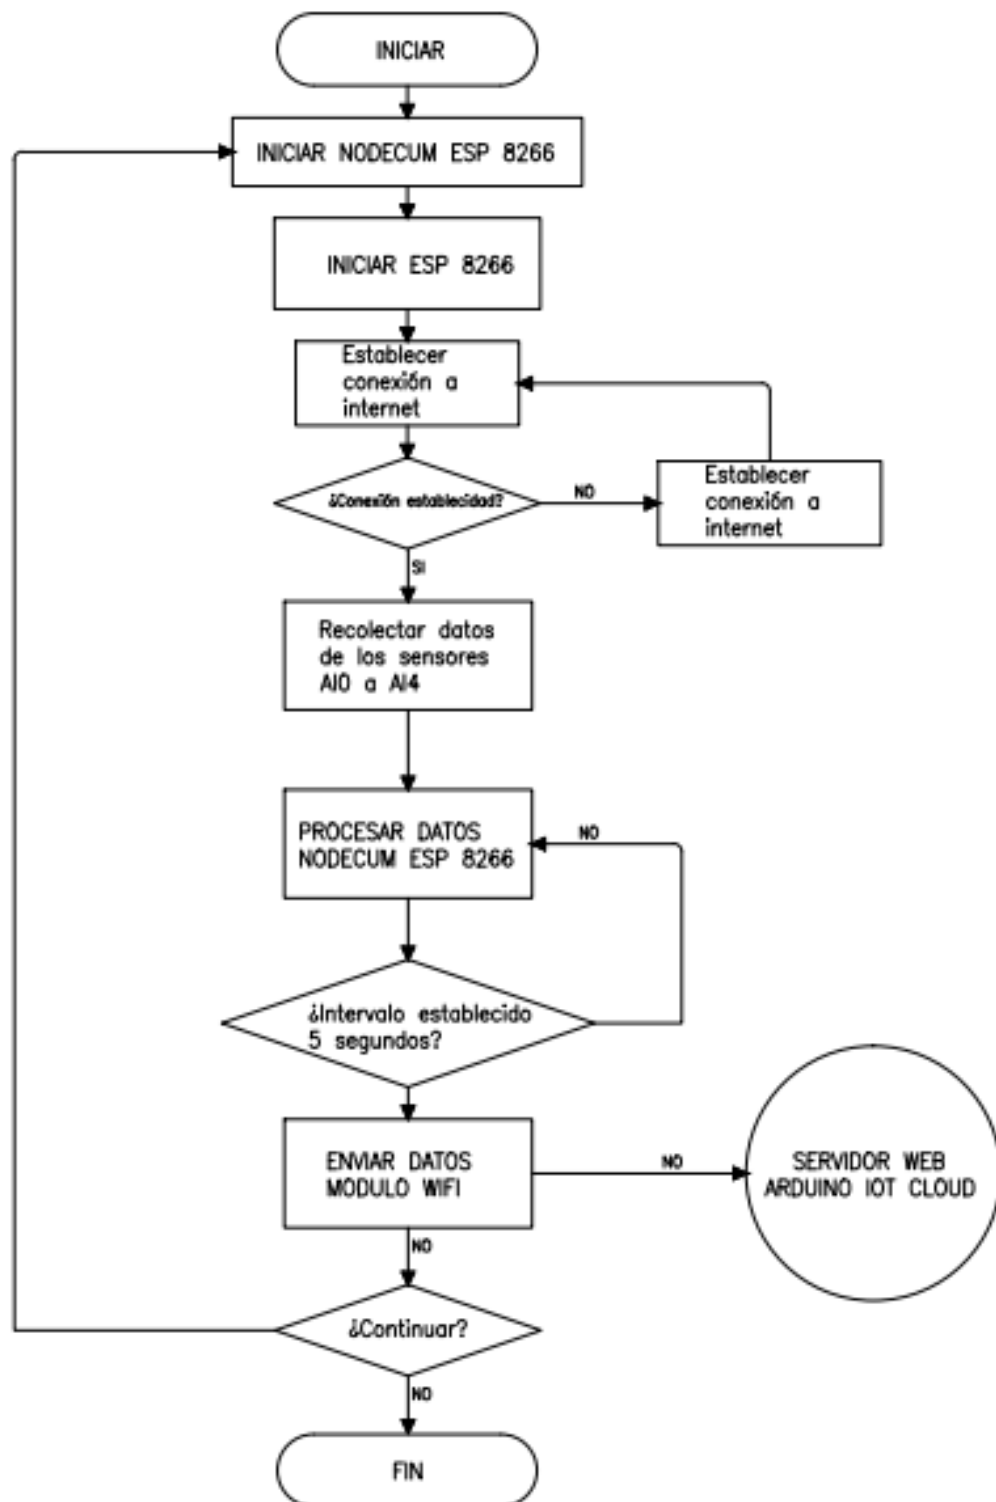 INICIAR
INICIAR NODECUM ESP 8266
INICIAR ESP 8266
Establecer
conexión a
internet
¿Conexión establecidad?
NO
Establecer
conexión a
internet
SI
Recolectar datos
de los sensores
AI0 a AI4
PROCESAR DATOS
NODECUM ESP 8266
NO
¿Intervalo establecido
5 segundos?
ENVIAR DATOS
MODULO WIFI
NO
SERVIDOR WEB
ARDUINO IOT CLOUD
NO
¿Continuar?
NO
FIN